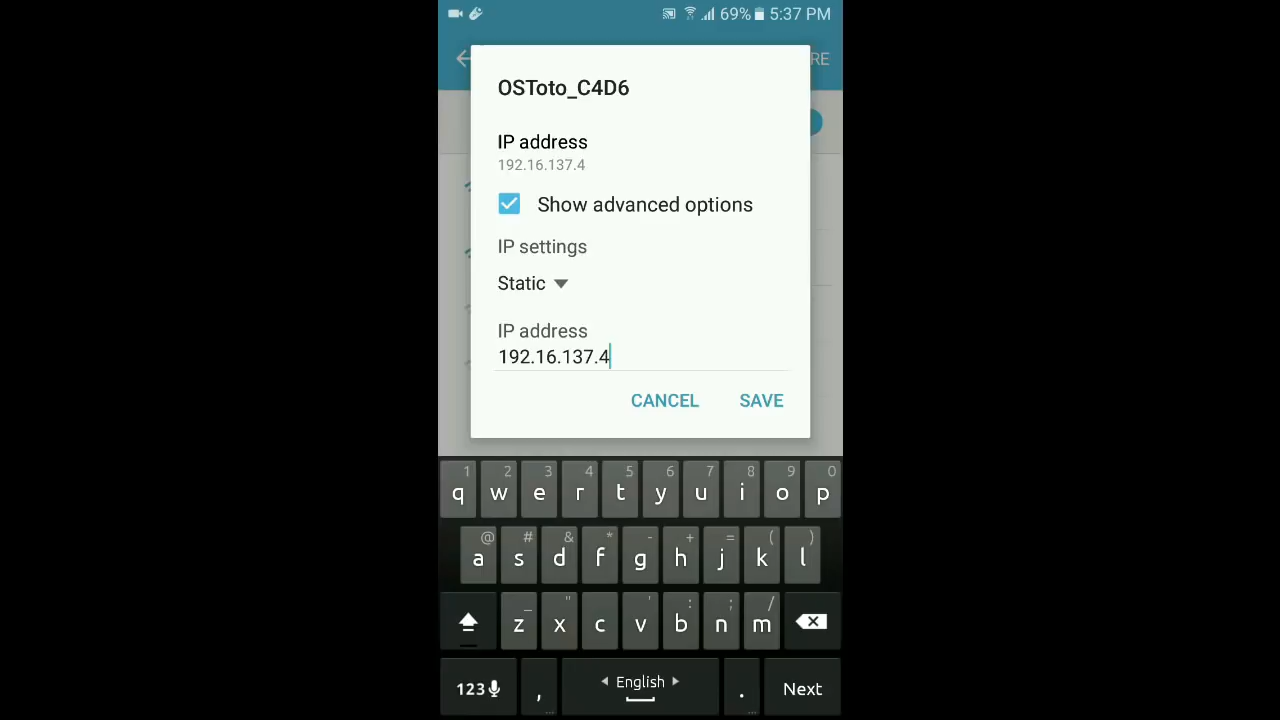 69% 5:37 PM
RE
OSToto_C4D6
IP address
192.16.137.4
Show advanced options
IP settings
Static
IP address
192.16.137.4
CANCEL SAVE
1 2 3 4 5 6 7 8 9 0
q w e r t y u i o p
@ # & * - + = ( )
a s d f g h j k l
_ " ' : ; /
z x c v b n m
123 , English . Next